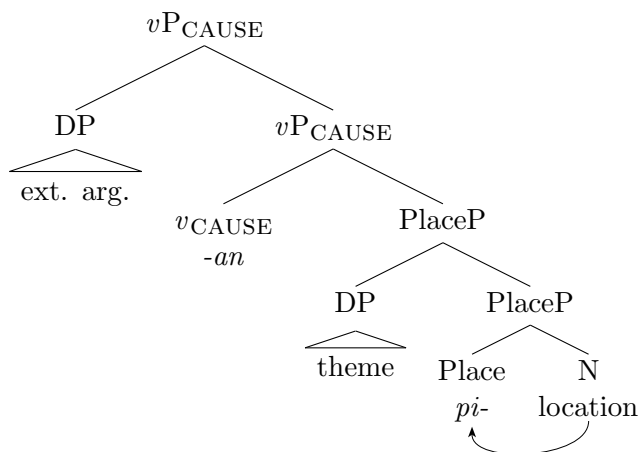 vP_CAUSE
DP vP_CAUSE
ext. arg.
v_CAUSE PlaceP
-an
DP PlaceP
theme Place N
pi- location